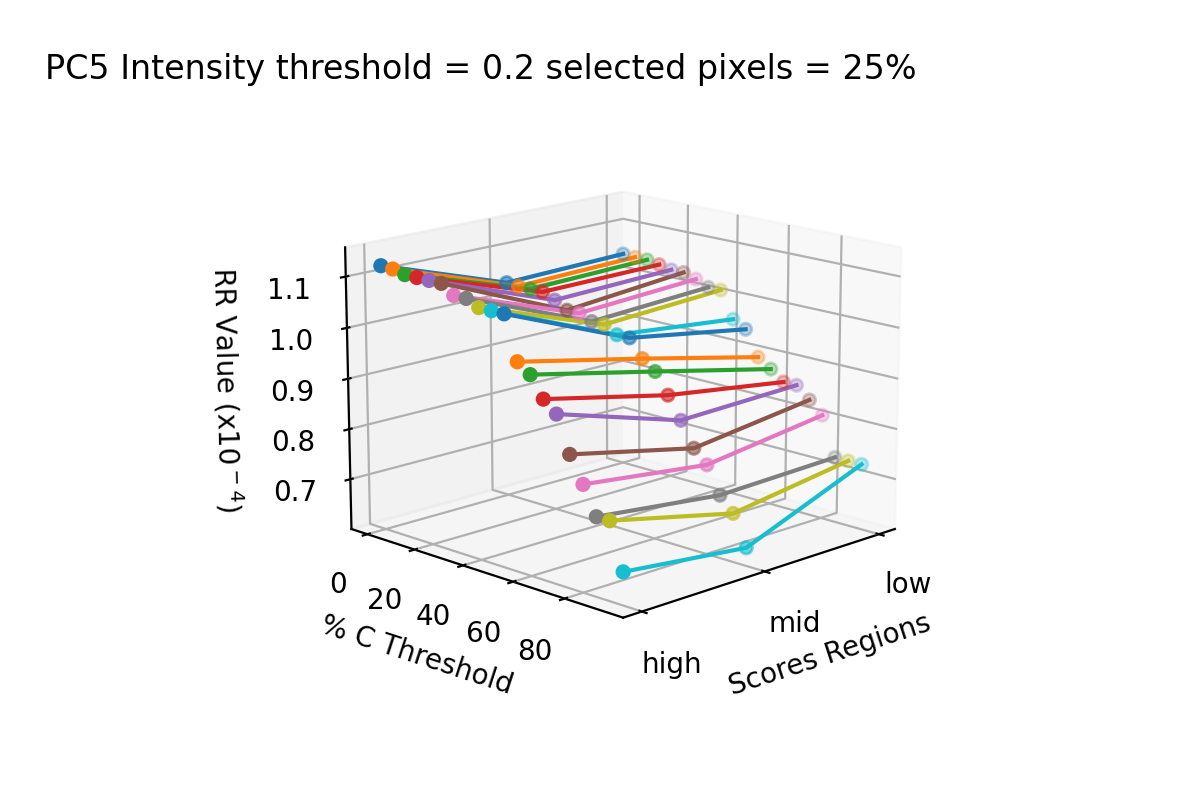 PC5 Intensity threshold = 0.2 selected pixels = 25%
RR Value (x10⁻⁴)
1.1
1.0
0.9
0.8
0.7
0
20
40
60
80
% C Threshold
high
mid
low
Scores Regions